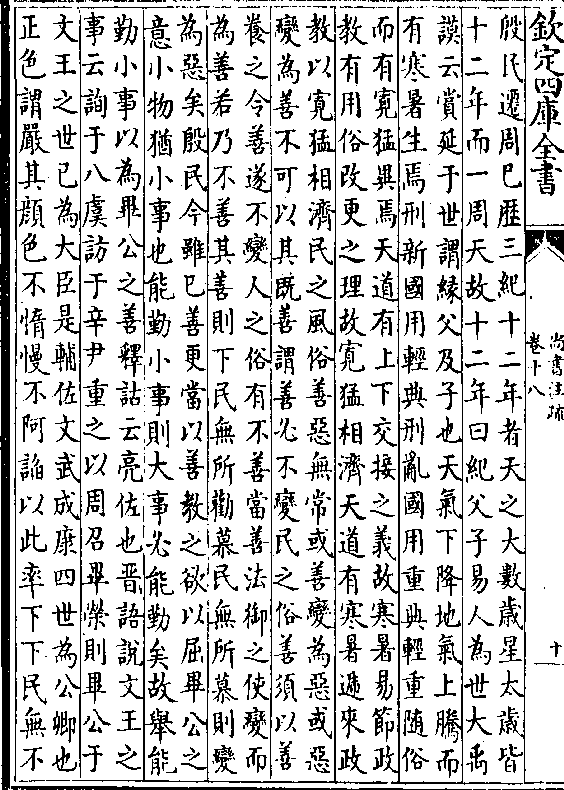 欽定四庫全書
尚書注疏
卷十八
十
殷民遷周已歷三紀十二年者天之大數歲星太歲皆
十二年而一周天故十二年曰紀父子易人為世大禹
謨云賞延于世謂緣父及子也天氣下降地氣上騰而
有寒暑生焉刑新國用輕典刑亂國用重典輕重隨俗
而有寛猛異焉天道有上下交接之義故寒暑易節政
教有用俗改更之理故寛猛相濟天道有寒暑遞來政
教以寛猛相濟民之風俗善惡無常或善變為惡或惡
變為善不可以其既善謂善必不變民之俗善須以善
養之令善遂不變人之俗有不善當善法御之使變而
為善若乃不善其善則下民無所勸慕民無所慕則變
為惡矣殷民今雖已善更當以善教之欲以屈畢公之
意小物猶小事也能勤小事則大事必能勤矣故舉能
勤小事以為畢公之善釋詁云亮佐也晉語說文王之
事云詢于八虞訪于辛尹重之以周召畢榮則畢公于
文王之世已為大臣是輔佐文武成康四世為公卿也
正色謂嚴其顔色不惰慢不阿諂以此率下下民無不